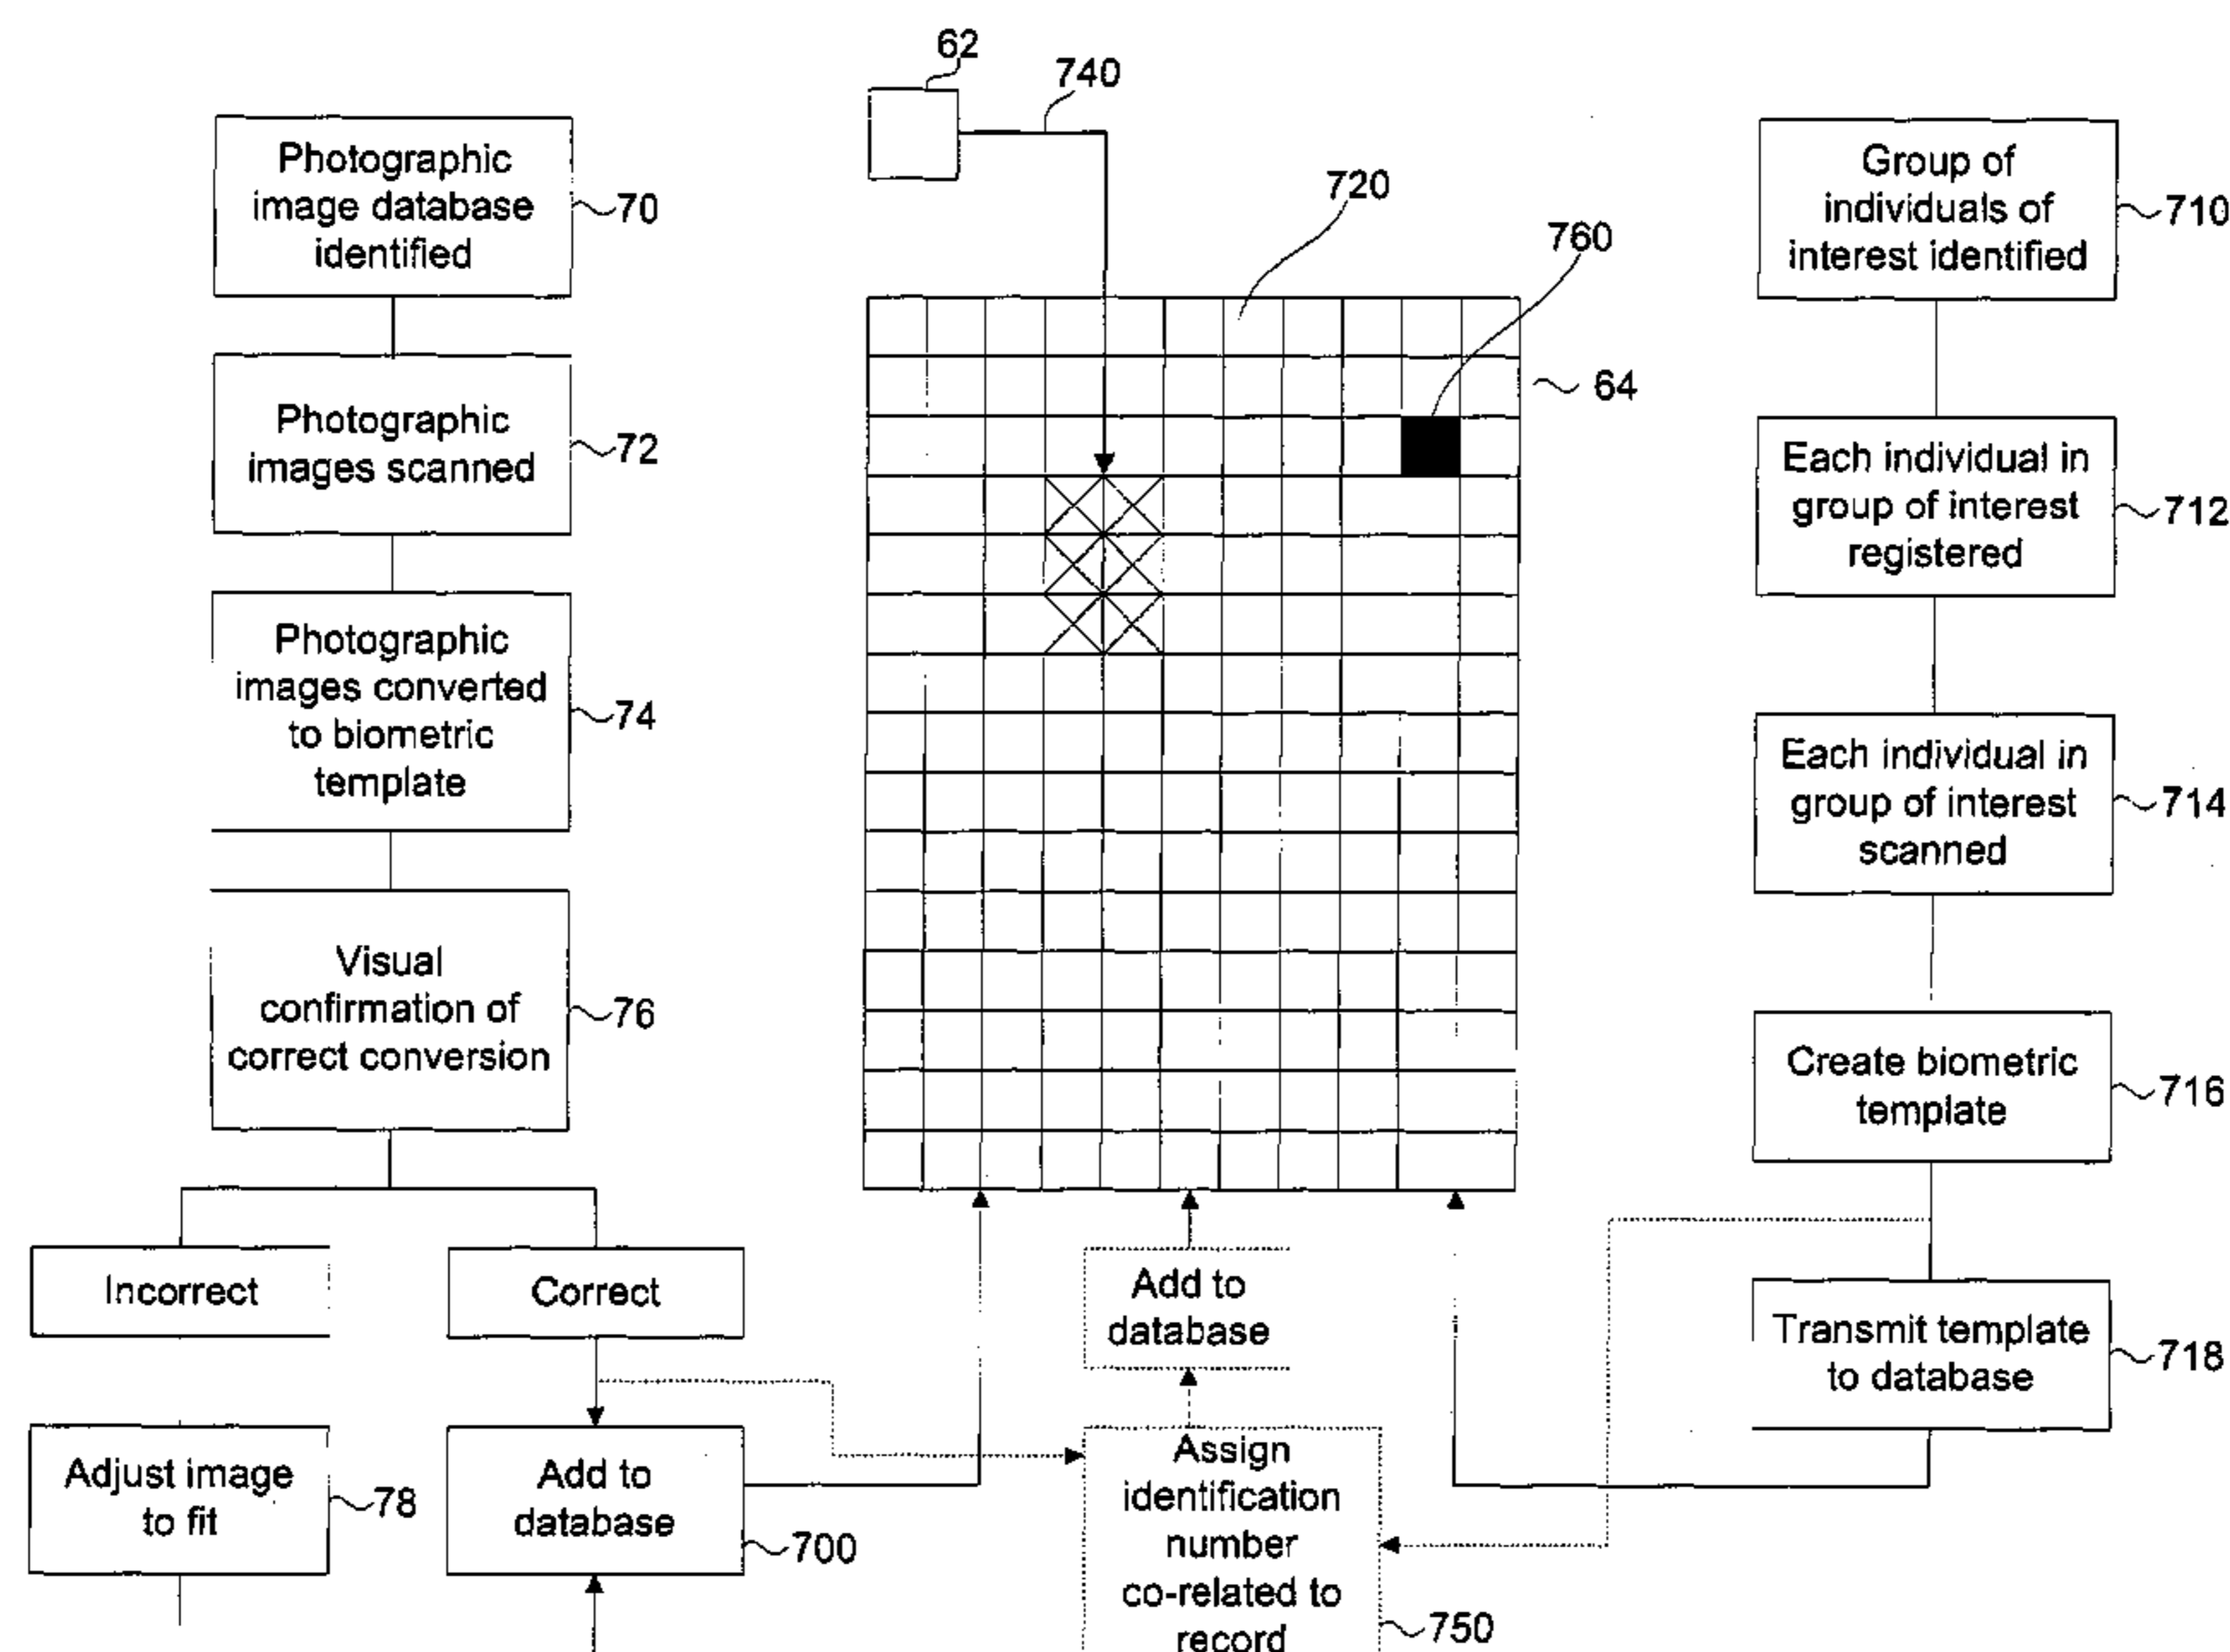 62
740
Photographic
image database
identified
70
720
760
Group of
individuals of
interest identified
710
64
Photographic
images scanned
72
Each individual in
group of interest
registered
712
Photographic
images converted
to biometric
template
74
Each individual in
group of interest
scanned
714
Visual
confirmation of
correct conversion
76
Create biometric
template
716
Incorrect
Correct
Add to
database
Transmit template
to database
718
Adjust image
to fit
78
Add to
database
700
Assign
identification
number
co-related to
record
750